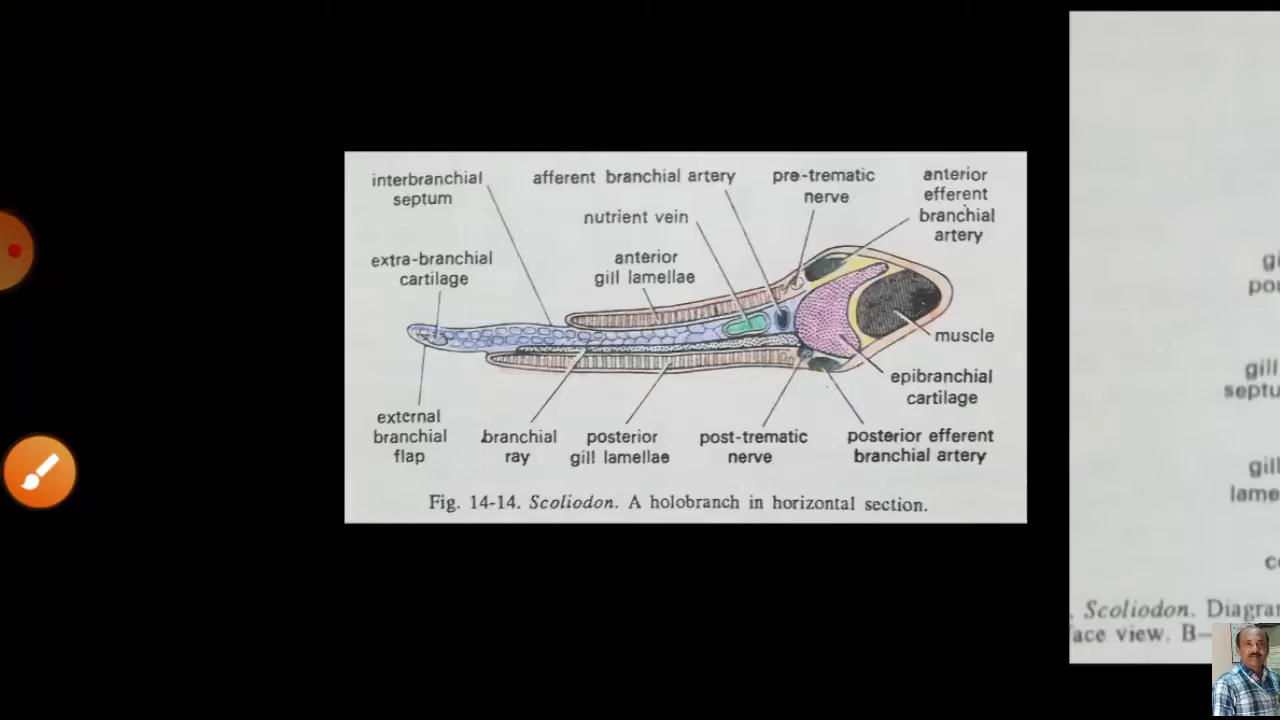 interbranchial
septum
afferent branchial artery
pre-trematic
nerve
anterior
efferent
branchial
artery
nutrient vein
extra-branchial
cartilage
anterior
gill lamellae
muscle
epibranchial
cartilage
external
branchial
flap
branchial
ray
posterior
gill lamellae
post-trematic
nerve
posterior efferent
branchial artery
Fig. 14-14. Scoliodon. A holobranch in horizontal section.
gill
septu
gill
lame
. Scoliodon. Diagra
face view. B—